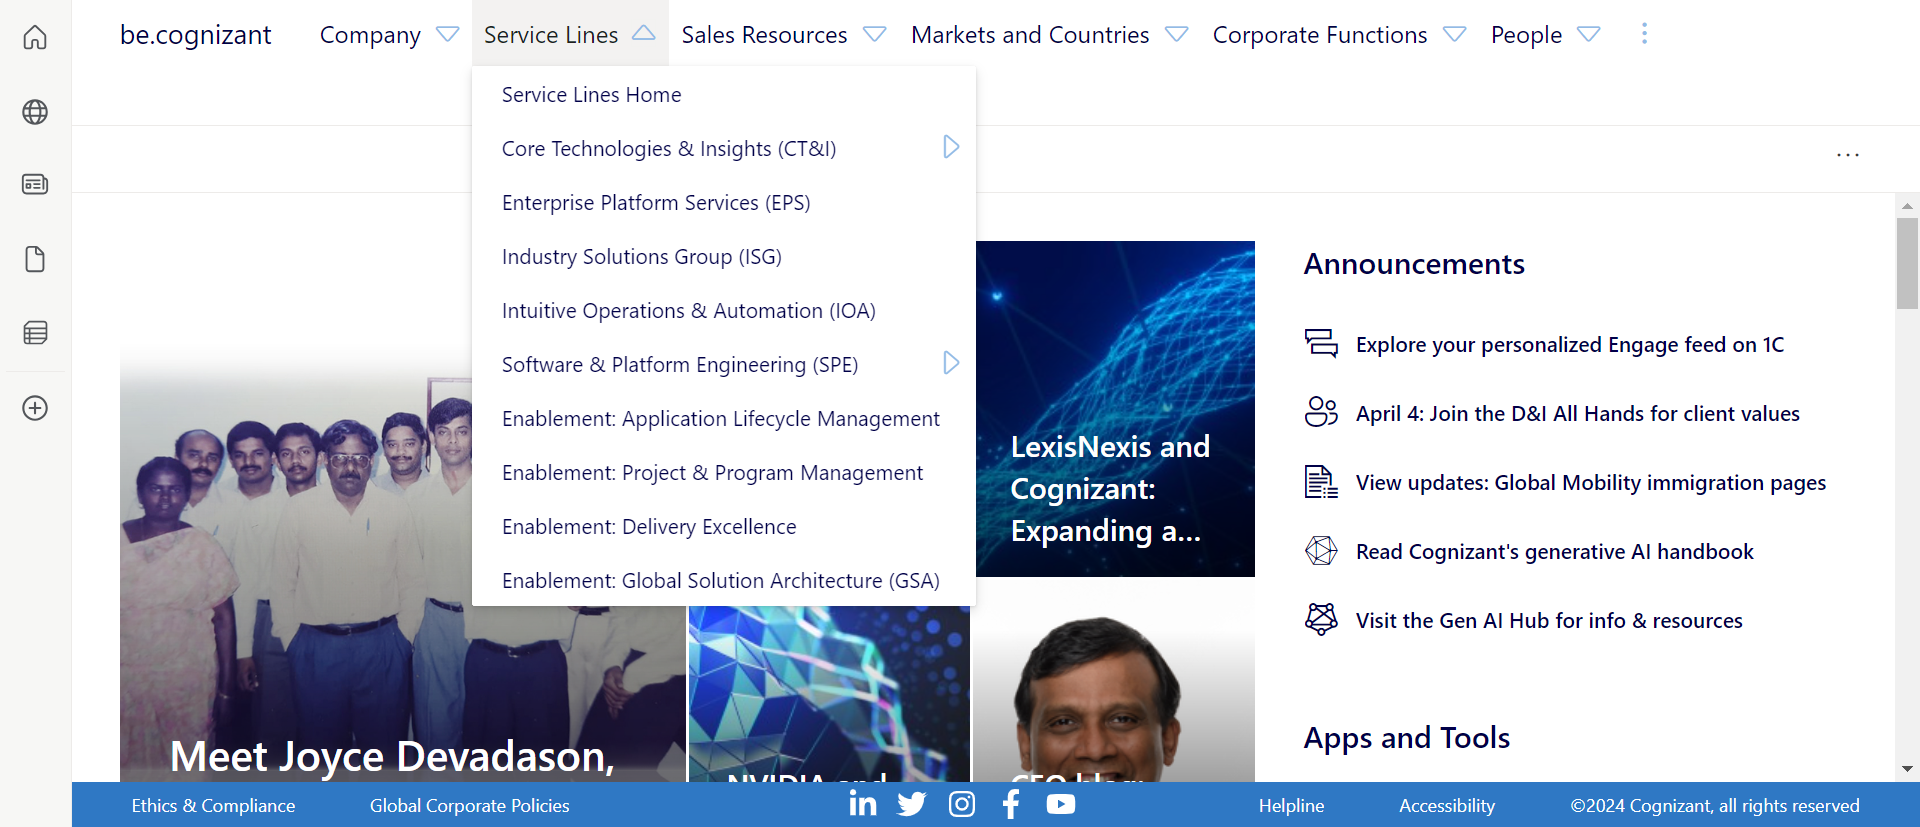 be.cognizant
Company
Service Lines
Sales Resources
Markets and Countries
Corporate Functions
People
Service Lines Home
Core Technologies & Insights (CT&I)
Enterprise Platform Services (EPS)
Industry Solutions Group (ISG)
Intuitive Operations & Automation (IOA)
Software & Platform Engineering (SPE)
Enablement: Application Lifecycle Management
Enablement: Project & Program Management
Enablement: Delivery Excellence
Enablement: Global Solution Architecture (GSA)
Meet Joyce Devadason,
LexisNexis and
Cognizant:
Expanding a...
NVIDIA and
CEO blog:
Announcements
Explore your personalized Engage feed on 1C
April 4: Join the D&I All Hands for client values
View updates: Global Mobility immigration pages
Read Cognizant's generative AI handbook
Visit the Gen AI Hub for info & resources
Apps and Tools
Ethics & Compliance
Global Corporate Policies
Helpline
Accessibility
©2024 Cognizant, all rights reserved